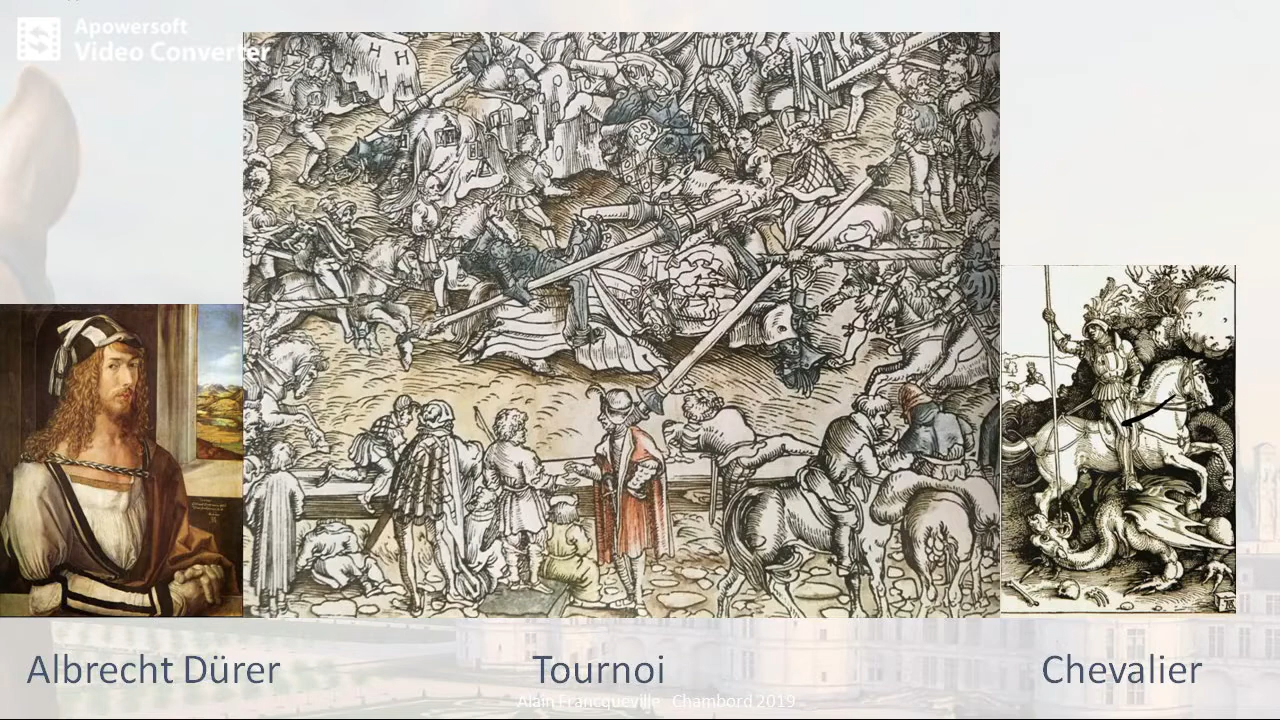 Apowersoft
Video Converter
H H
H
Albrecht Dürer
Tournoi
Chevalier
Alain Francqueville Chambord 2019